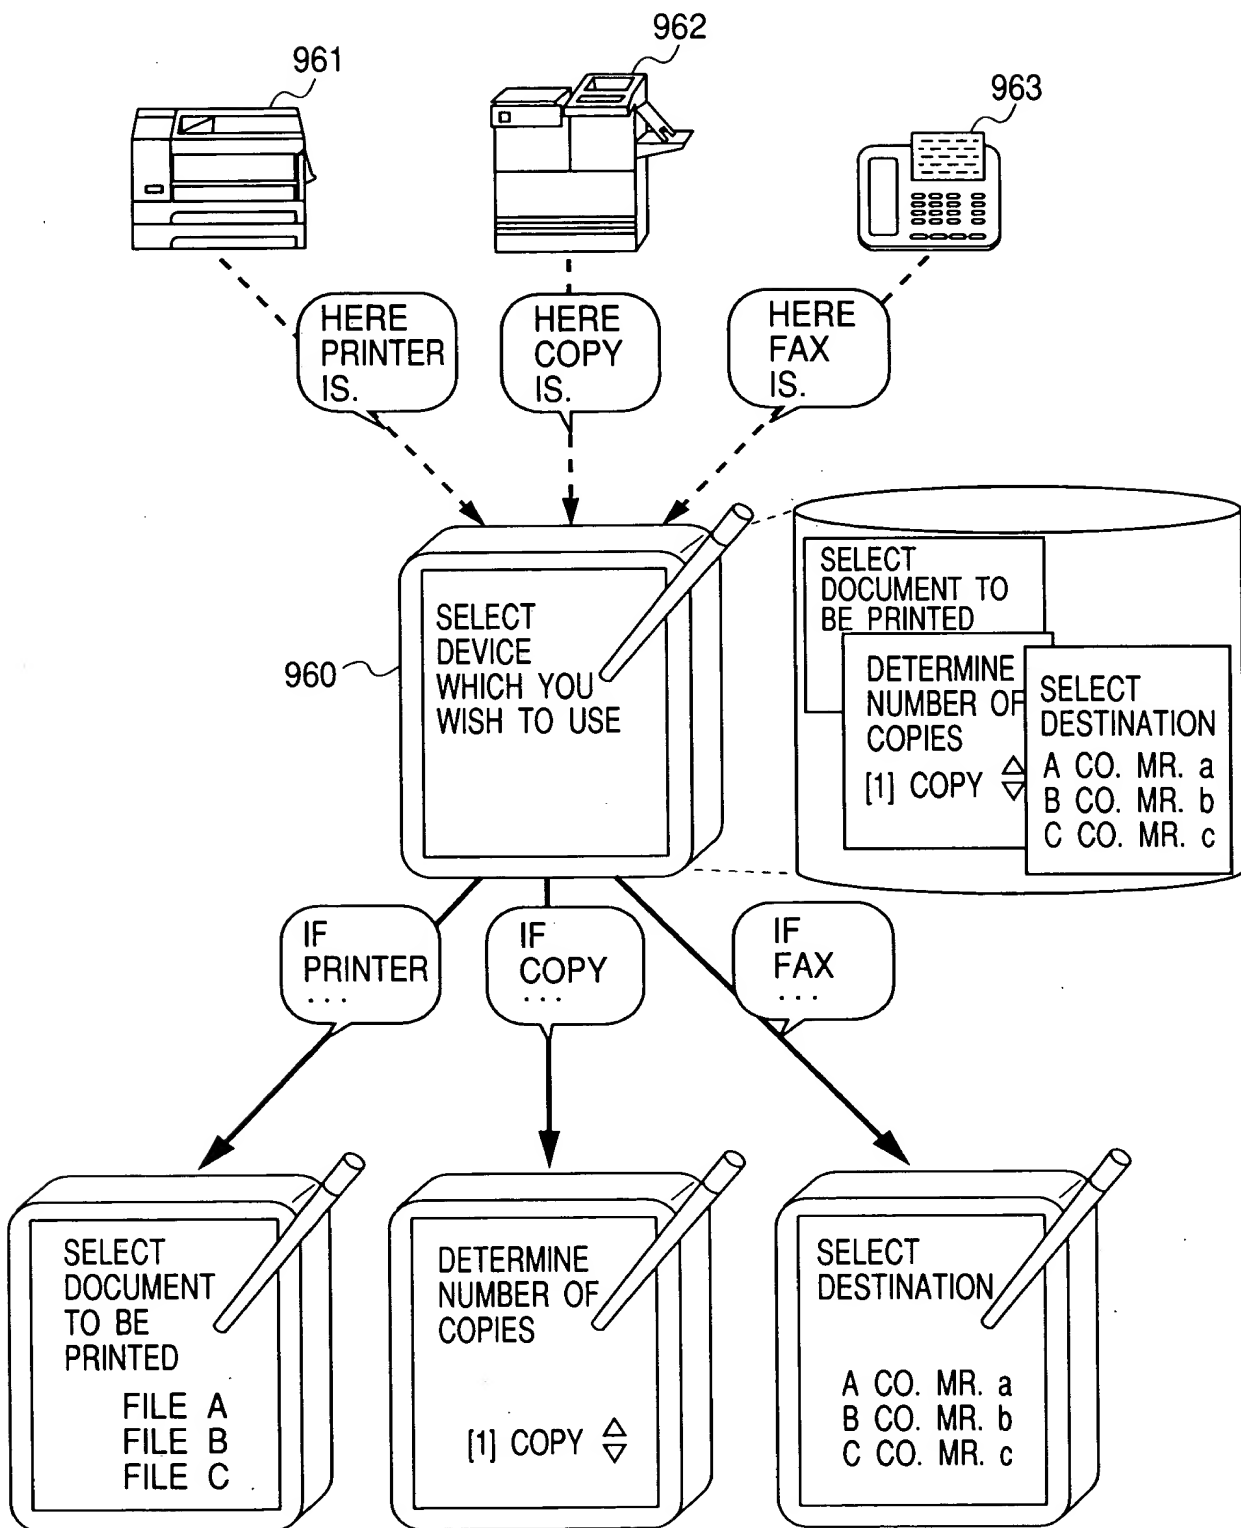 961
962
963
HERE
PRINTER
IS.
HERE
COPY
IS.
HERE
FAX
IS.
960
SELECT
DEVICE
WHICH YOU
WISH TO USE
SELECT
DOCUMENT TO
BE PRINTED
DETERMINE
NUMBER OF
COPIES
[1] COPY
SELECT
DESTINATION
A CO. MR. a
B CO. MR. b
C CO. MR. c
IF
PRINTER
...
IF
COPY
...
IF
FAX
...
SELECT
DOCUMENT
TO BE
PRINTED
FILE A
FILE B
FILE C
DETERMINE
NUMBER OF
COPIES
[1] COPY
SELECT
DESTINATION
A CO. MR. a
B CO. MR. b
C CO. MR. c